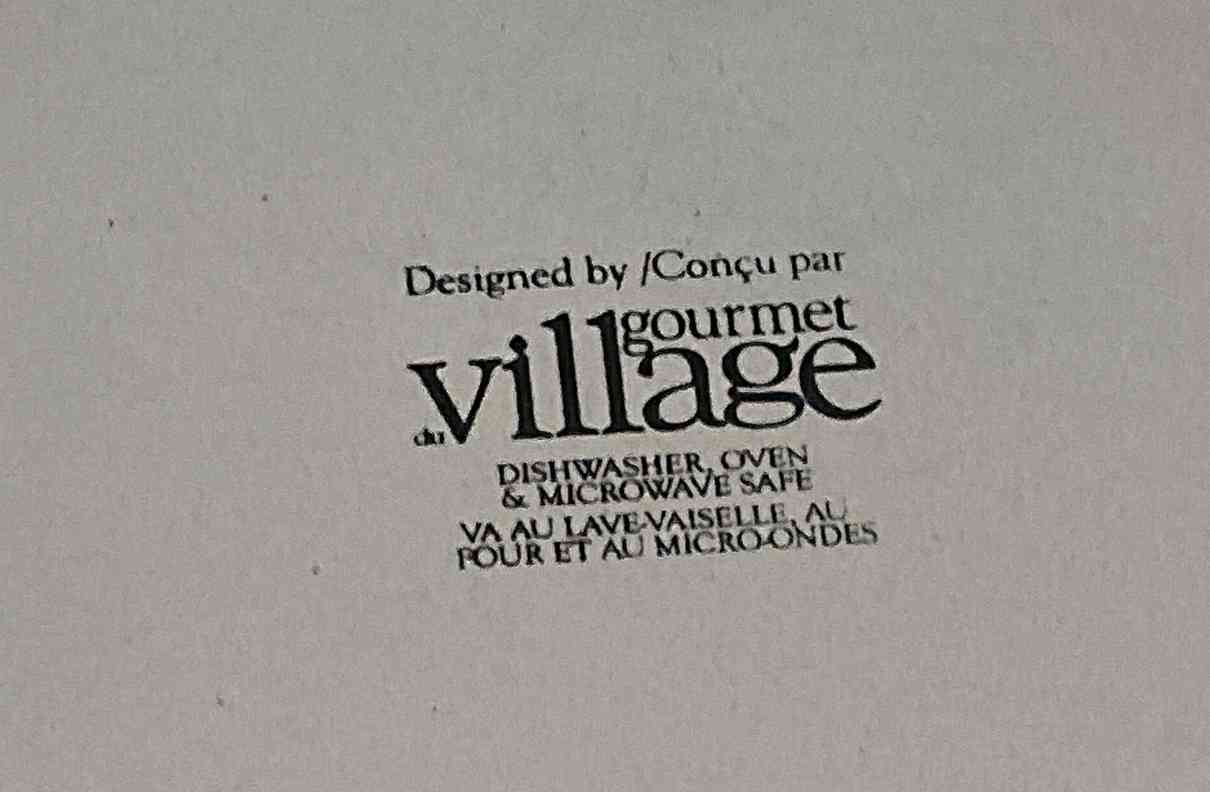 Designed by /Conçu par
gourmet
du village
DISHWASHER, OVEN
& MICROWAVE SAFE
VA AU LAVE-VAISELLE, AU
FOUR ET AU MICRO-ONDES